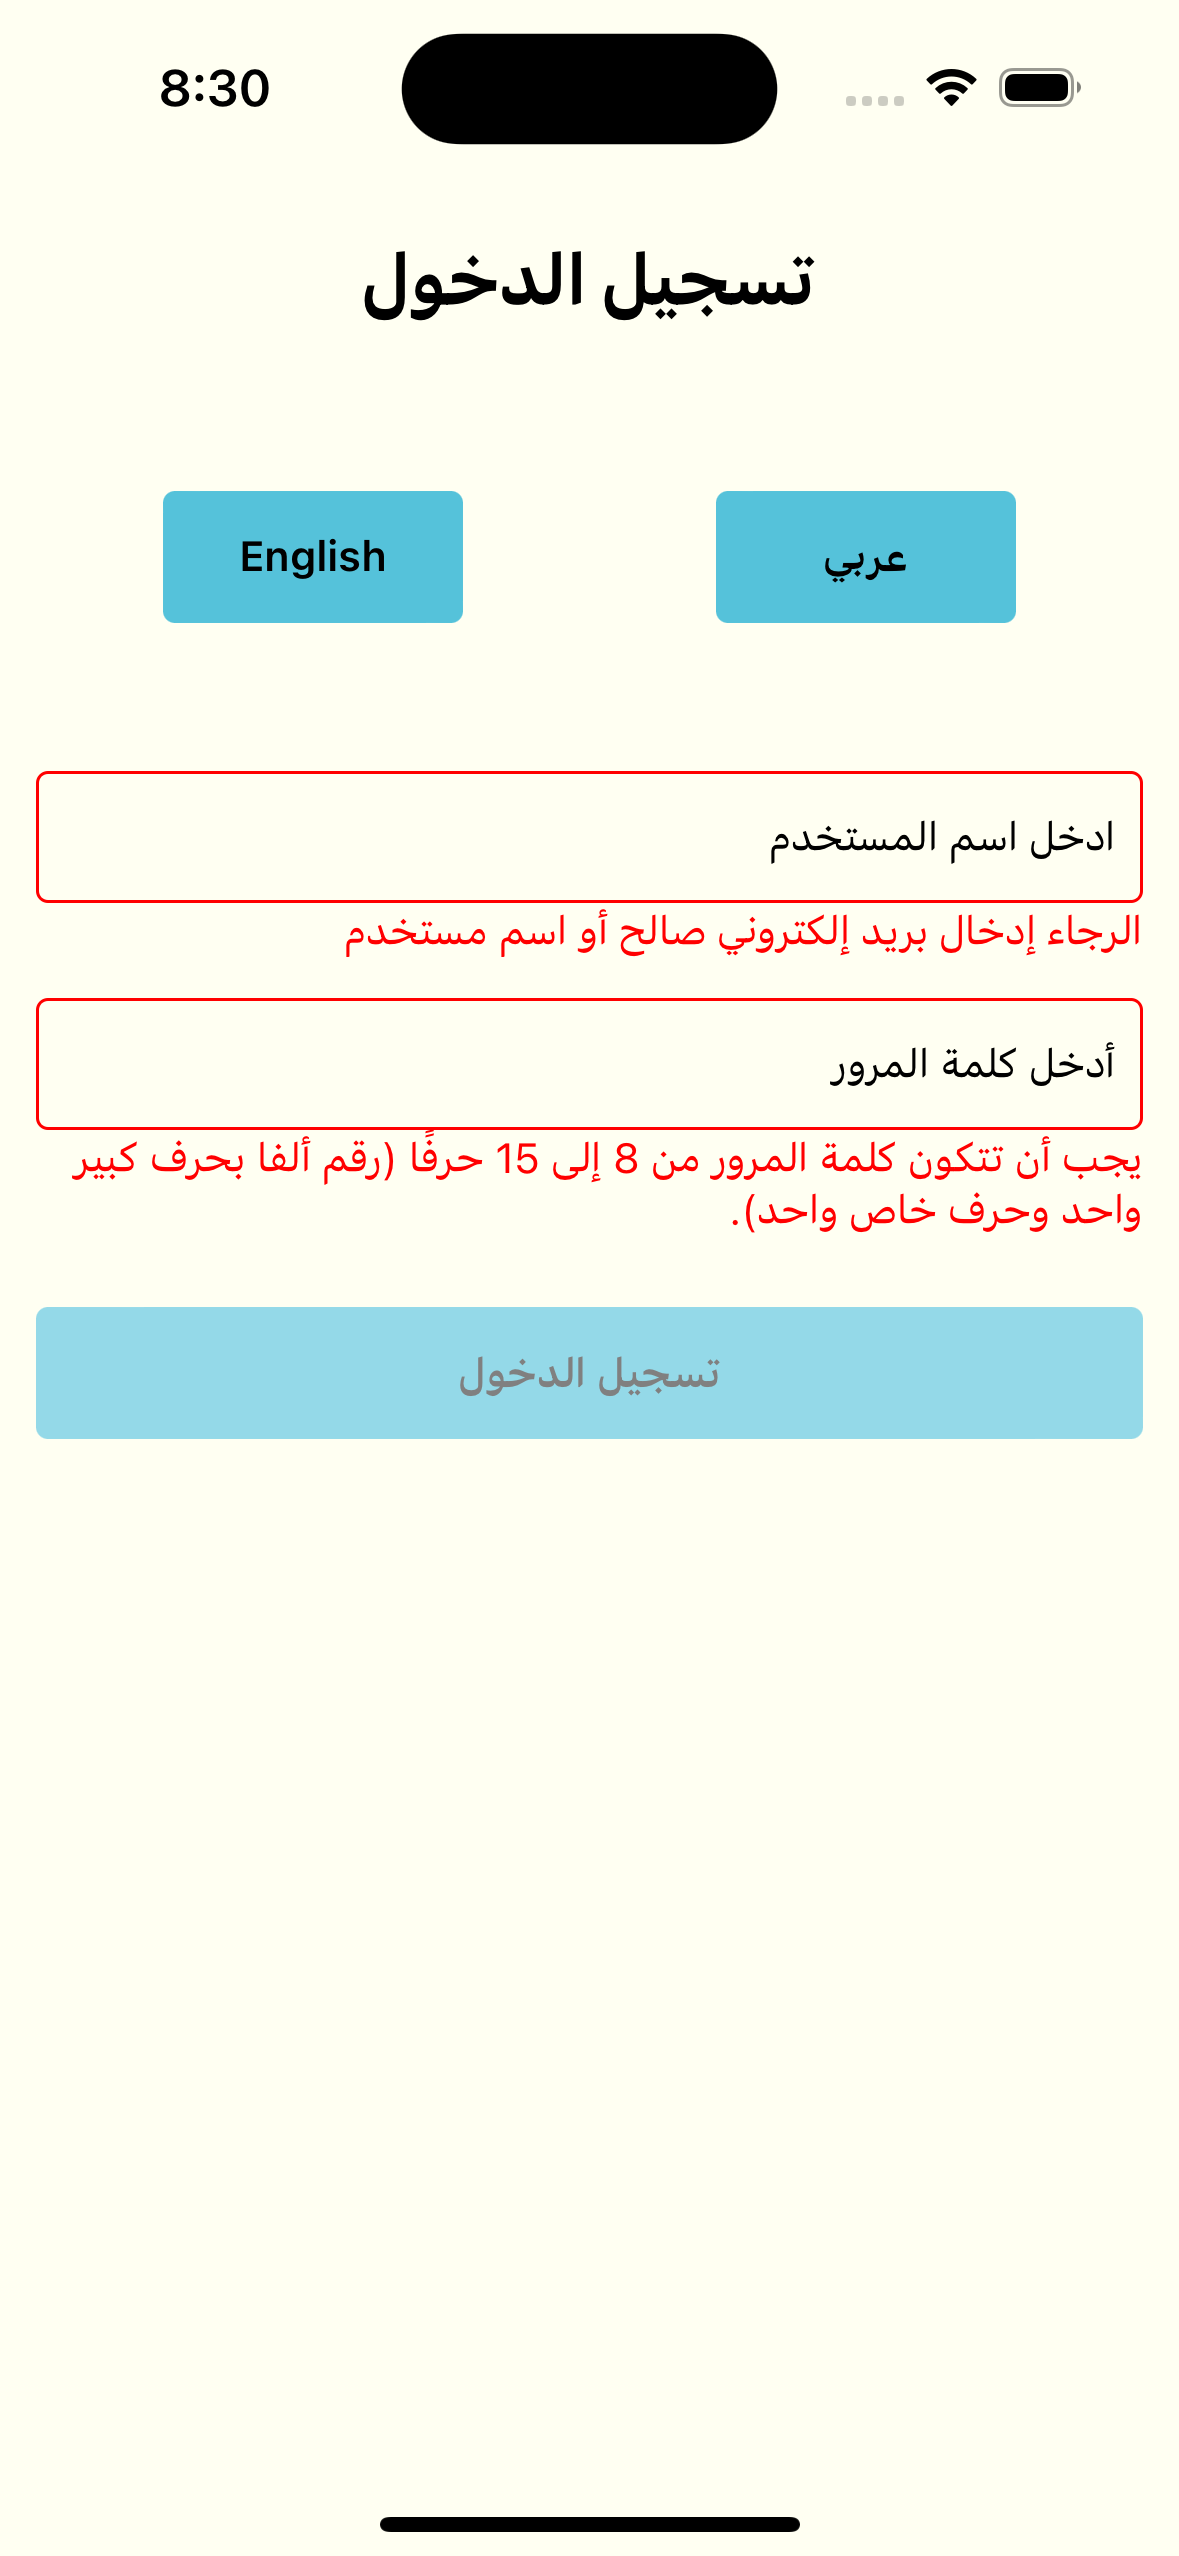 8:30
تسجيل الدخول
عربي
English
ادخل اسم المستخدم
الرجاء إدخال بريد إلكتروني صالح أو اسم مستخدم
أدخل كلمة المرور
يجب أن تتكون كلمة المرور من 8 إلى 15 حرفًا (رقم ألفا بحرف كبير
واحد وحرف خاص واحد).
تسجيل الدخول